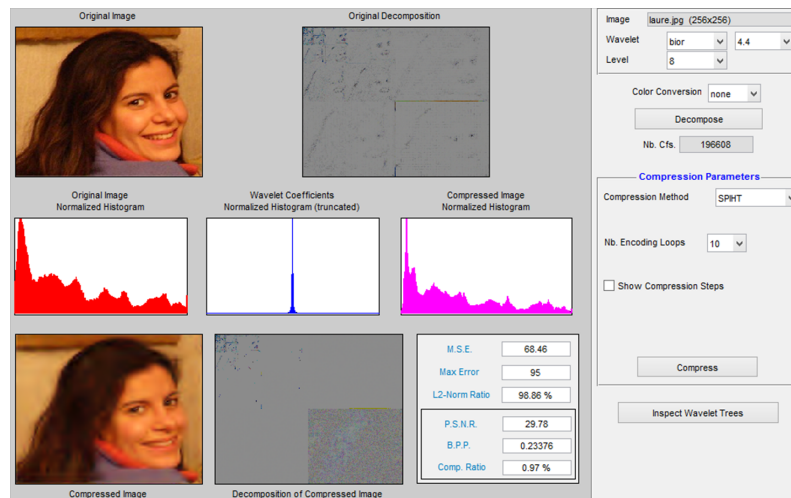 Original Image
Original Decomposition
Original Image
Normalized Histogram
Wavelet Coefficients
Normalized Histogram (truncated)
Compressed Image
Normalized Histogram
M.S.E. 68.46
Max Error 95
L2-Norm Ratio 98.86 %
P.S.N.R. 29.78
B.P.P. 0.23376
Comp. Ratio 0.97 %
Compressed Image
Decomposition of Compressed Image
Image laure.jpg (256x256)
Wavelet bior 4.4
Level 8
Color Conversion none
Decompose
Nb. Cfs. 196608
Compression Parameters
Compression Method SPIHT
Nb. Encoding Loops 10
Show Compression Steps
Compress
Inspect Wavelet Trees